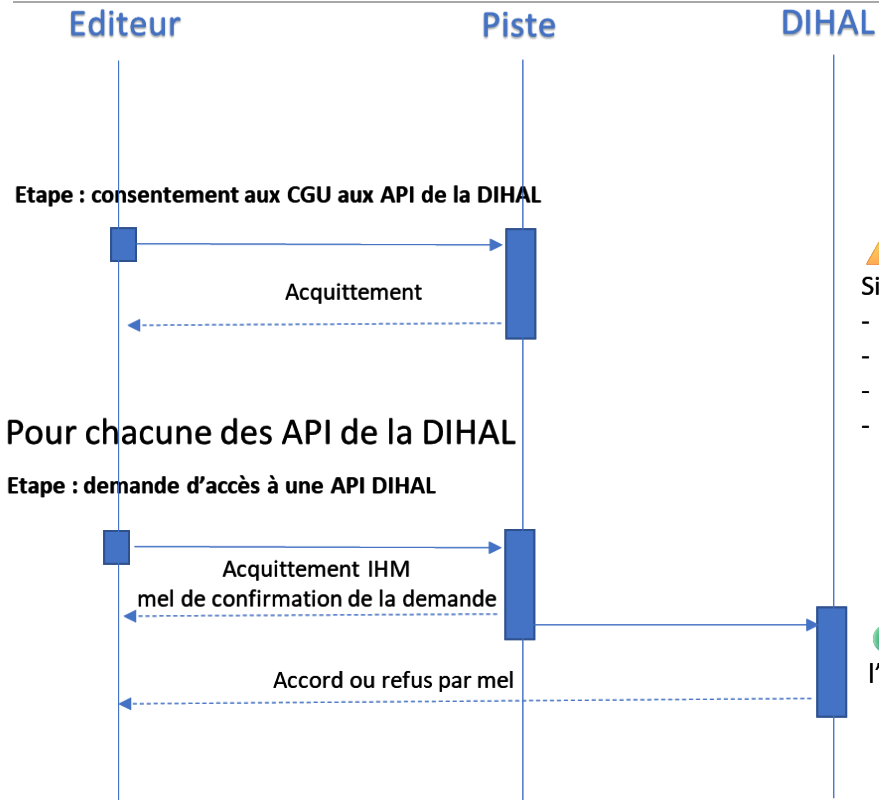 Editeur
Piste
DIHAL
Etape : consentement aux CGU aux API de la DIHAL
Si
-
-
-
-
Acquittement
Pour chacune des API de la DIHAL
Etape : demande d’accès à une API DIHAL
Acquittement IHM
mel de confirmation de la demande
l’
Accord ou refus par mel